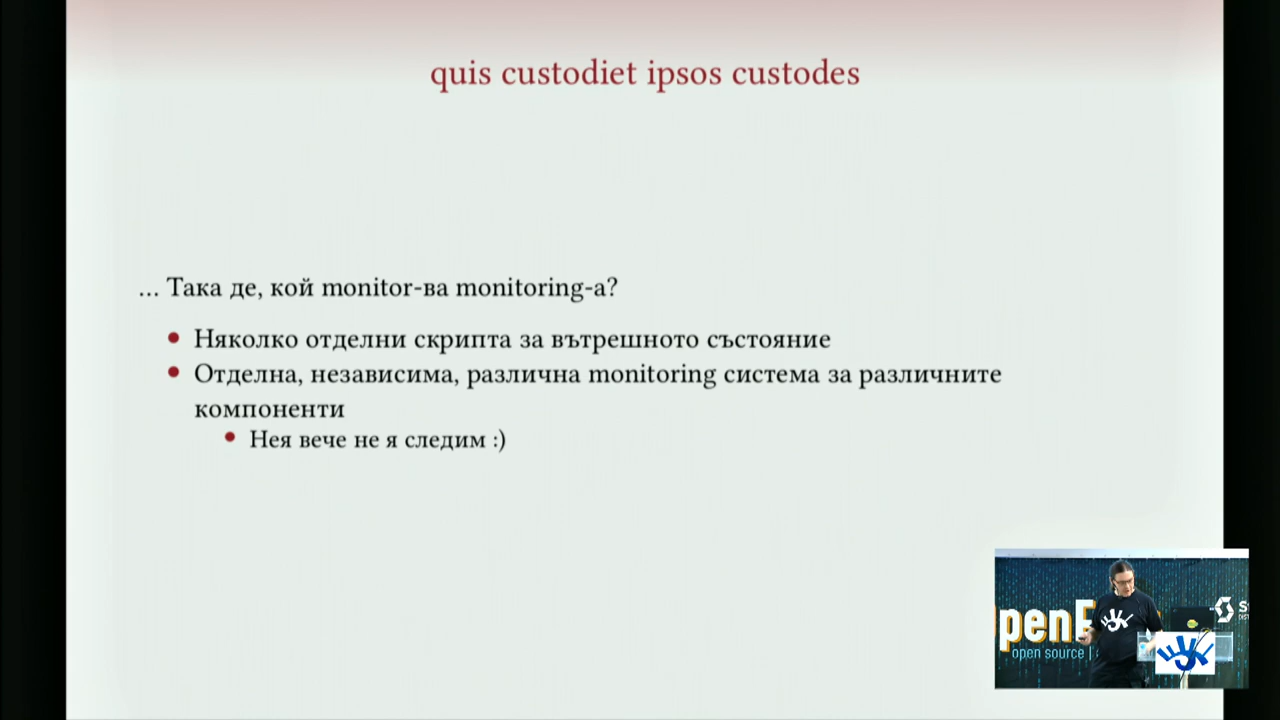 quis custodiet ipsos custodes
... Така де, кой monitor-ва monitoring-а?
Няколко отделни скрипта за вътрешното състояние
Отделна, независима, различна monitoring система за различните
компоненти
Нея вече не я следим :)
open source |